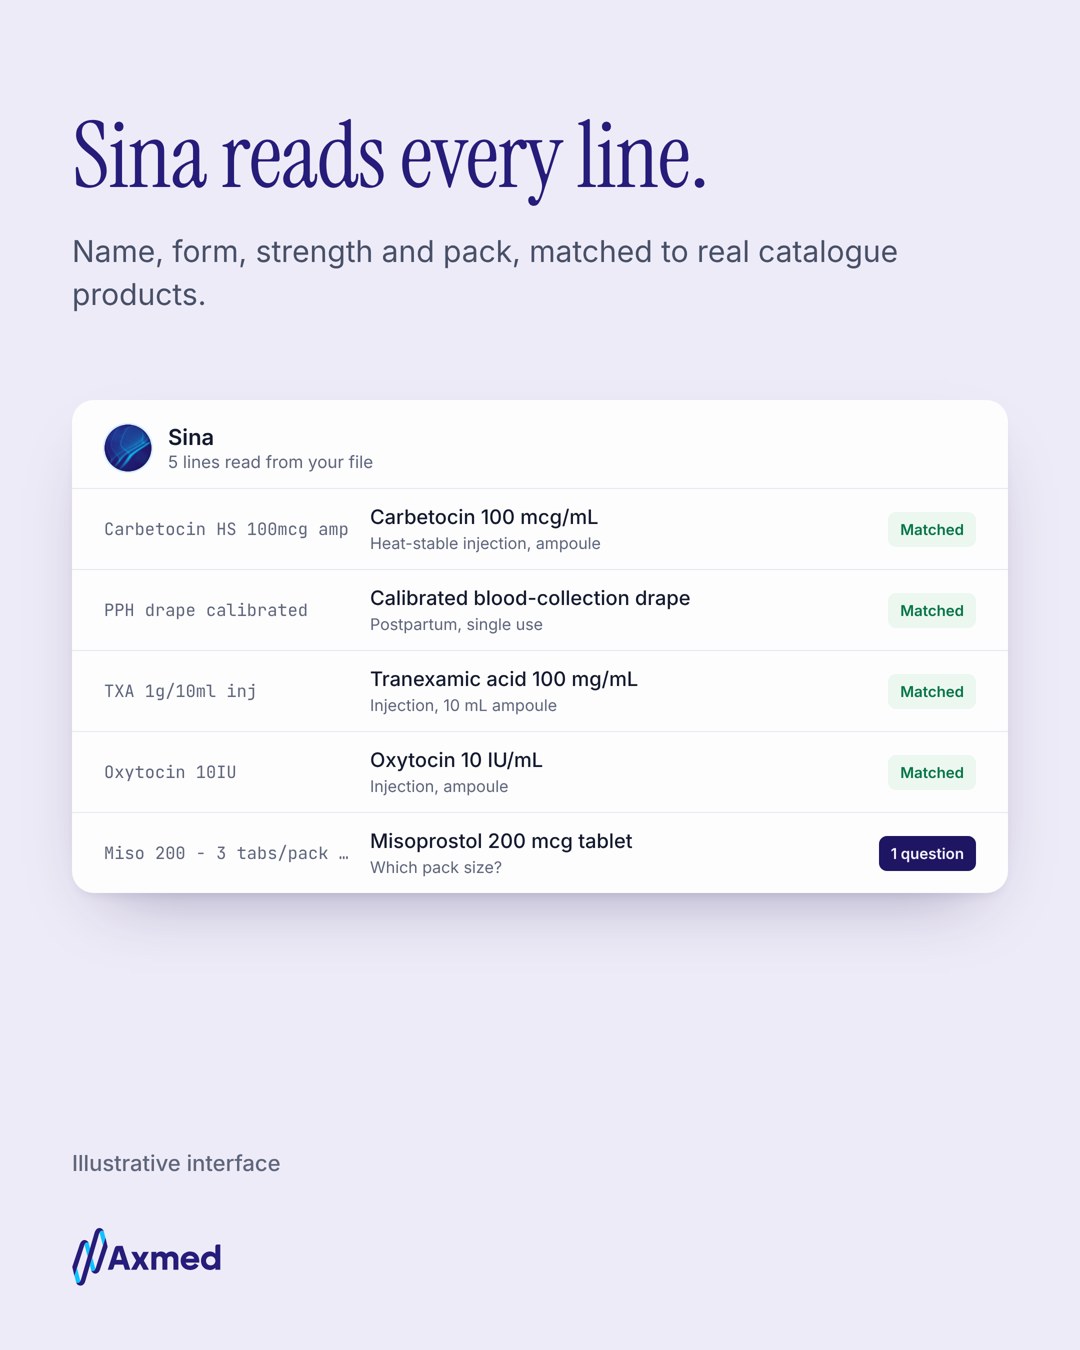 Sina reads every line.
Name, form, strength and pack, matched to real catalogue
products.
Sina
5 lines read from your file
Carbetocin HS 100mcg amp
Carbetocin 100 mcg/mL
Heat-stable injection, ampoule
Matched
PPH drape calibrated
Calibrated blood-collection drape
Postpartum, single use
Matched
TXA 1g/10ml inj
Tranexamic acid 100 mg/mL
Injection, 10 mL ampoule
Matched
Oxytocin 10IU
Oxytocin 10 IU/mL
Injection, ampoule
Matched
Miso 200 - 3 tabs/pack …
Misoprostol 200 mcg tablet
Which pack size?
1 question
Illustrative interface
Axmed